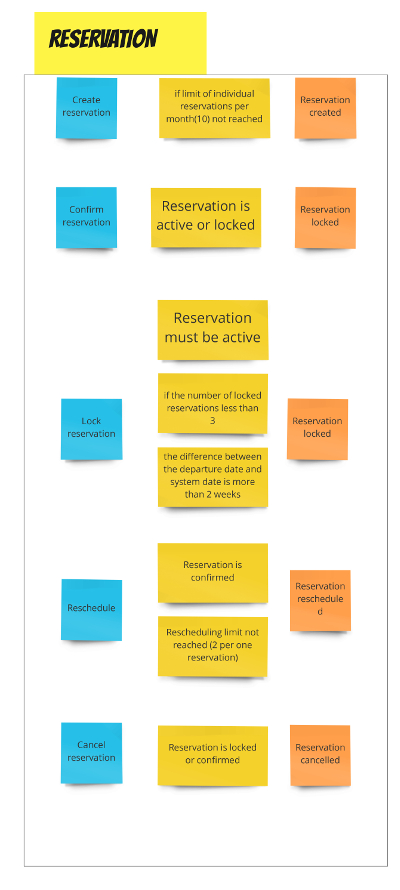 RESERVATION
Create
reservation
if limit of individual
reservations per
month(10) not reached
Reservation
created
Confirm
reservation
Reservation is
active or locked
Reservation
locked
Reservation
must be active
Lock
reservation
if the number of locked
reservations less than
3
the difference between
the departure date and
system date is more
than 2 weeks
Reservation
locked
Reschedule
Reservation is
confirmed
Rescheduling limit not
reached (2 per one
reservation)
Reservation
reschedule
d
Cancel
reservation
Reservation is locked
or confirmed
Reservation
cancelled